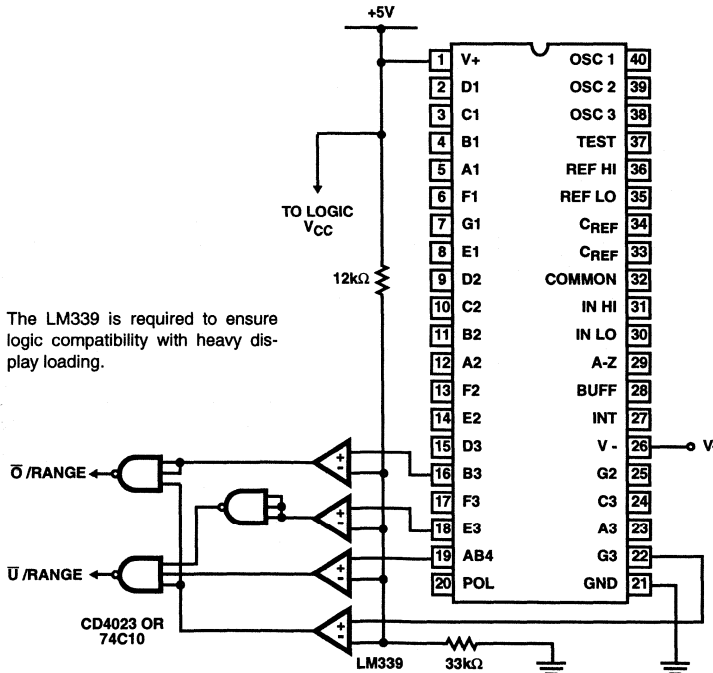 +5V
1 V+ OSC 1 40
2 D1 OSC 2 39
3 C1 OSC 3 38
4 B1 TEST 37
5 A1 REF HI 36
6 F1 REF LO 35
7 G1 CREF 34
8 E1 CREF 33
9 D2 COMMON 32
10 C2 IN HI 31
11 B2 IN LO 30
12 A2 A-Z 29
13 F2 BUFF 28
14 E2 INT 27
15 D3 V - 26
16 B3 G2 25
17 F3 C3 24
18 E3 A3 23
19 AB4 G3 22
20 POL GND 21
V-
TO LOGIC
VCC
12kΩ
The LM339 is required to ensure
logic compatibility with heavy dis-
play loading.
O̅ /RANGE
U̅ /RANGE
+
-
+
-
+
-
+
-
CD4023 OR
74C10
LM339
33kΩ